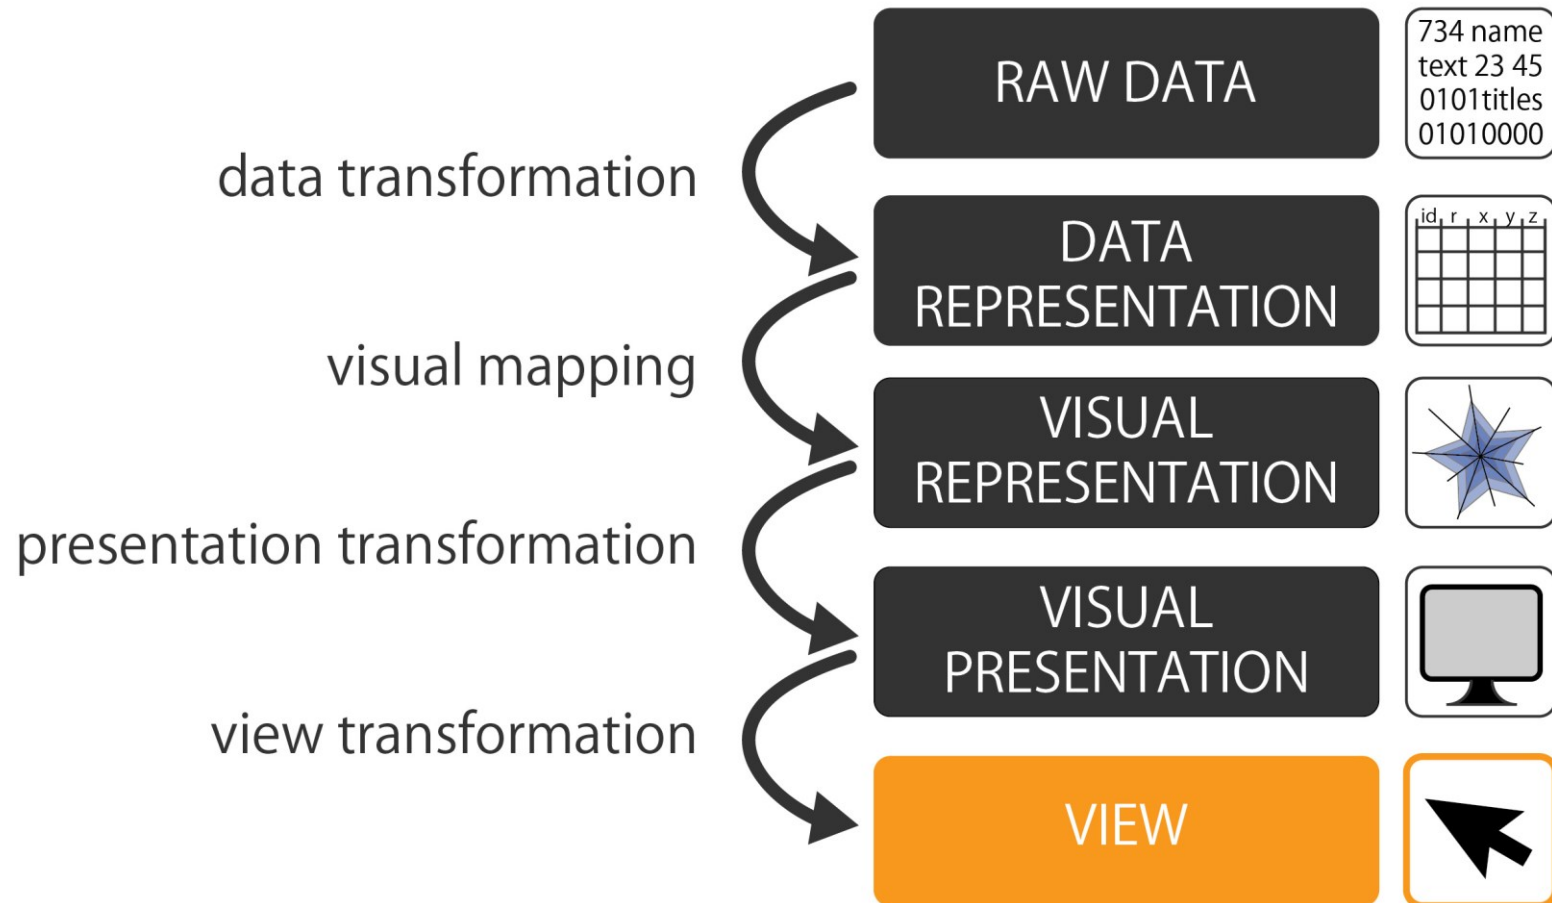 RAW DATA
734 name
text 23 45
0101titles
01010000
data transformation
DATA
REPRESENTATION
id r x y z
visual mapping
VISUAL
REPRESENTATION
presentation transformation
VISUAL
PRESENTATION
view transformation
VIEW